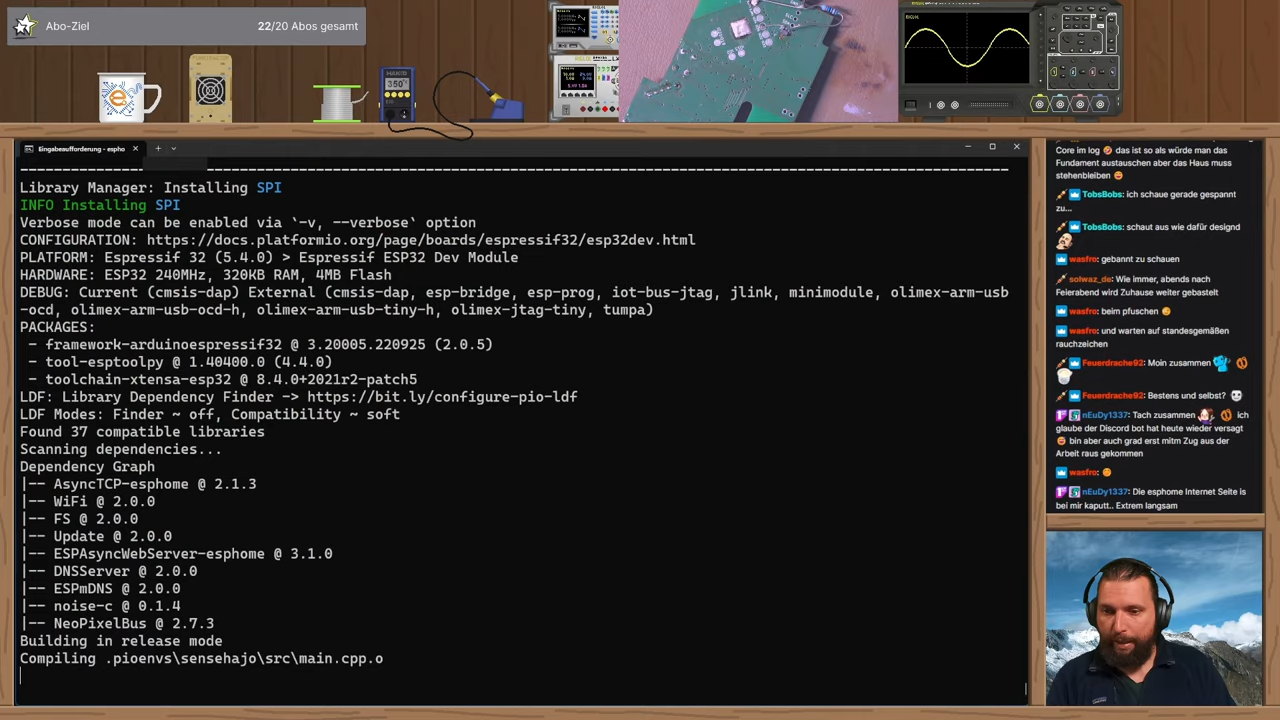 Abo-Ziel
22/20 Abos gesamt
HAKKO
350°
RIGOL
Eingabeaufforderung - espho
Library Manager: Installing SPI
INFO Installing SPI
Verbose mode can be enabled via `-v, --verbose` option
CONFIGURATION: https://docs.platformio.org/page/boards/espressif32/esp32dev.html
PLATFORM: Espressif 32 (5.4.0) > Espressif ESP32 Dev Module
HARDWARE: ESP32 240MHz, 320KB RAM, 4MB Flash
DEBUG: Current (cmsis-dap) External (cmsis-dap, esp-bridge, esp-prog, iot-bus-jtag, jlink, minimodule, olimex-arm-usb
-ocd, olimex-arm-usb-ocd-h, olimex-arm-usb-tiny-h, olimex-jtag-tiny, tumpa)
PACKAGES:
- framework-arduinoespressif32 @ 3.20005.220925 (2.0.5)
- tool-esptoolpy @ 1.40400.0 (4.4.0)
- toolchain-xtensa-esp32 @ 8.4.0+2021r2-patch5
LDF: Library Dependency Finder -> https://bit.ly/configure-pio-ldf
LDF Modes: Finder ~ off, Compatibility ~ soft
Found 37 compatible libraries
Scanning dependencies...
Dependency Graph
|-- AsyncTCP-esphome @ 2.1.3
|-- WiFi @ 2.0.0
|-- FS @ 2.0.0
|-- Update @ 2.0.0
|-- ESPAsyncWebServer-esphome @ 3.1.0
|-- DNSServer @ 2.0.0
|-- ESPmDNS @ 2.0.0
|-- noise-c @ 0.1.4
|-- NeoPixelBus @ 2.7.3
Building in release mode
Compiling .pioenvs\sensehajo\src\main.cpp.o
Core im log 🤣 das ist so als würde man das
Fundament austauschen aber das Haus muss
stehenbleiben 😅
TobsBobs: ich schaue gerade gespannt
zu...
TobsBobs: schaut aus wie dafür designd
wasfro: gebannt zu schauen
solwaz_de: Wie immer, abends nach
Feierabend wird Zuhause weiter gebastelt
wasfro: beim pfuschen
wasfro: und warten auf standesgemäßen
rauchzeichen
Feuerdrache92: Moin zusammen
Feuerdrache92: Bestens und selbst?
nEuDy1337: Tach zusammen ich
glaube der Discord bot hat heute wieder versagt
😅 bin aber auch grad erst mitm Zug aus der
Arbeit raus gekommen
wasfro:
nEuDy1337: Die esphome Internet Seite is
bei mir kaputt.. Extrem langsam